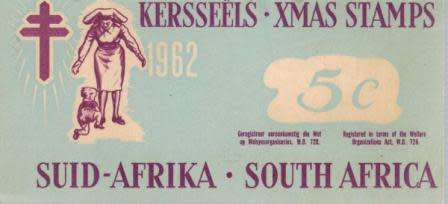 KERSSEËLS · XMAS STAMPS
1962
5c
Geregistreer ooreenkomstig die Wet
op Welsynsorganisasies, W.O. 728.
Registered in terms of the Welfare
Organizations Act, W.O. 728.
SUID-AFRIKA · SOUTH AFRICA